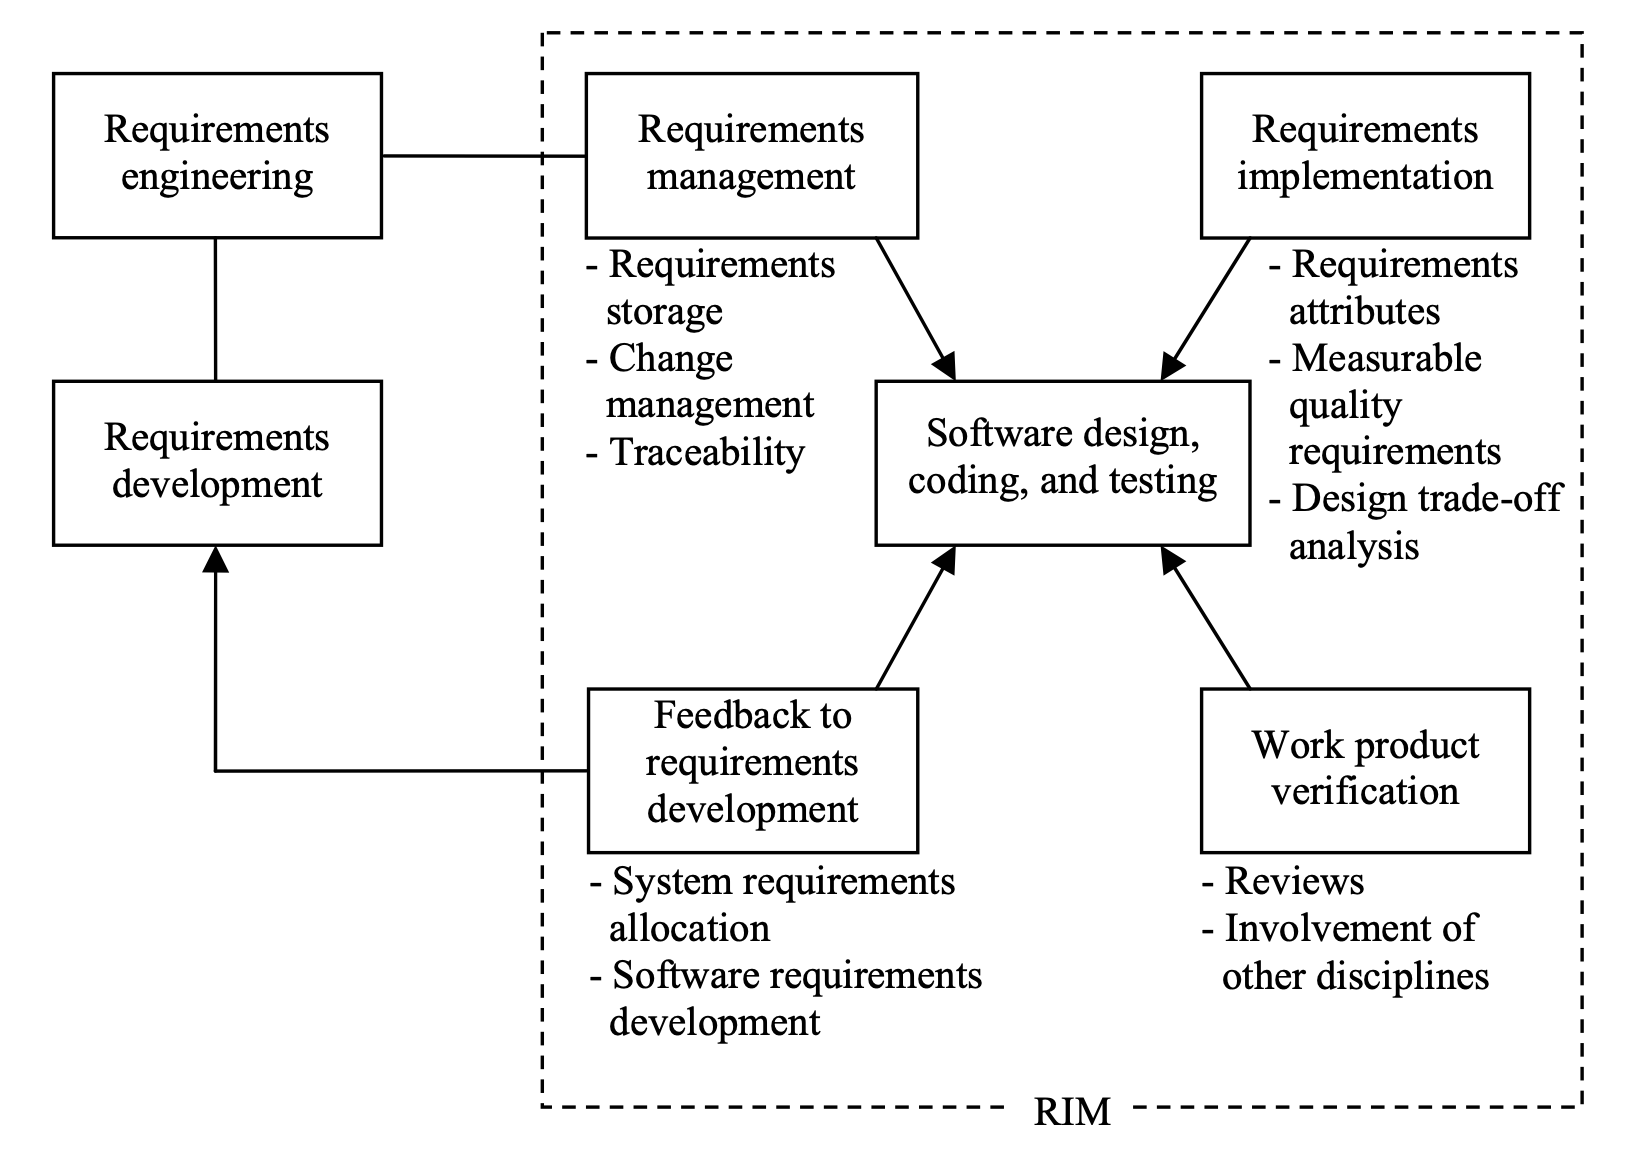 Requirements
engineering
Requirements
management
- Requirements
storage
- Change
management
- Traceability
Requirements
implementation
- Requirements
attributes
- Measurable
quality
requirements
- Design trade-off
analysis
Requirements
development
Software design,
coding, and testing
Feedback to
requirements
development
- System requirements
allocation
- Software requirements
development
Work product
verification
- Reviews
- Involvement of
other disciplines
RIM